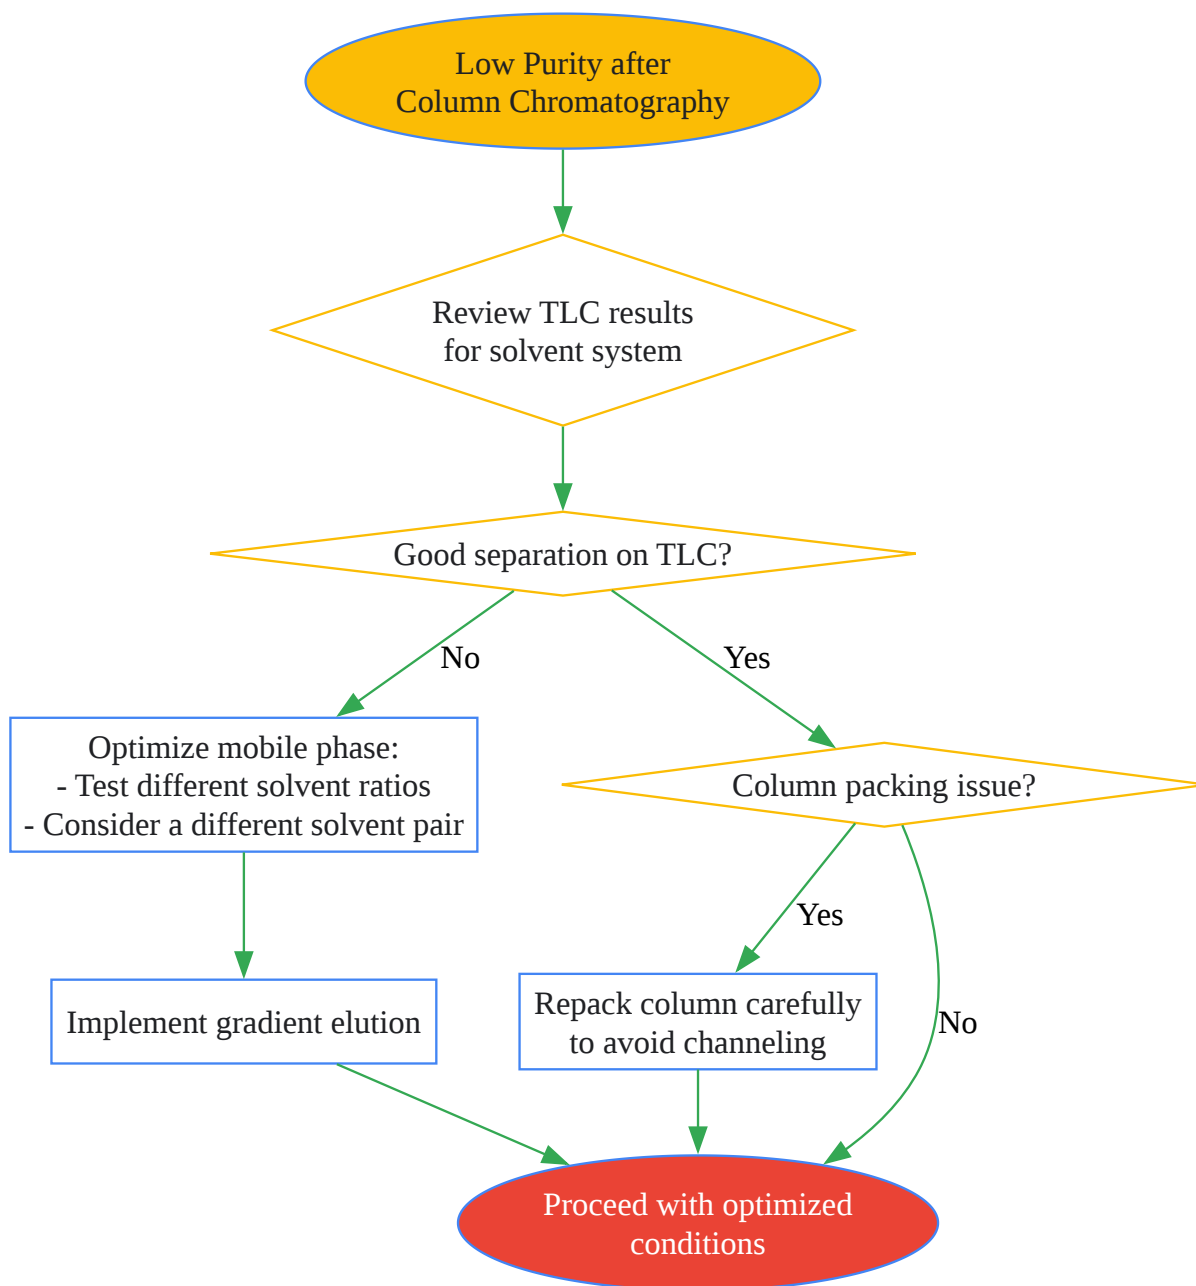 Low Purity after
Column Chromatography
Review TLC results
for solvent system
Good separation on TLC?
No
Yes
Optimize mobile phase:
- Test different solvent ratios
- Consider a different solvent pair
Column packing issue?
Yes
Implement gradient elution
Repack column carefully
to avoid channeling
No
Proceed with optimized
conditions